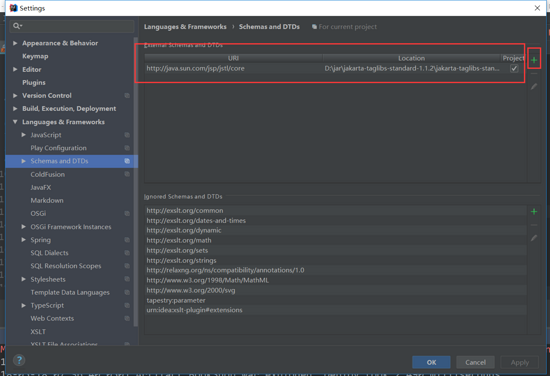 Settings
Languages & Frameworks › Schemas and DTDs For current project
Appearance & Behavior
Keymap
Editor
Plugins
Version Control
Build, Execution, Deployment
Languages & Frameworks
JavaScript
Play Configuration
Schemas and DTDs
ColdFusion
JavaFX
Markdown
OSGi
OSGi Framework Instances
Spring
SQL Dialects
SQL Resolution Scopes
Stylesheets
Template Data Languages
TypeScript
Web Contexts
XSLT
XSLT File Associations
External Schemas and DTDs
URI Location Project
http://java.sun.com/jsp/jstl/core D:\jar\jakarta-taglibs-standard-1.1.2\jakarta-taglibs-stan...
Ignored Schemas and DTDs
http://exslt.org/common
http://exslt.org/dates-and-times
http://exslt.org/dynamic
http://exslt.org/math
http://exslt.org/sets
http://exslt.org/strings
http://relaxng.org/ns/compatibility/annotations/1.0
http://www.w3.org/1998/Math/MathML
http://www.w3.org/2000/svg
tapestry:parameter
urn:idea:xslt-plugin#extensions
? OK Cancel Apply